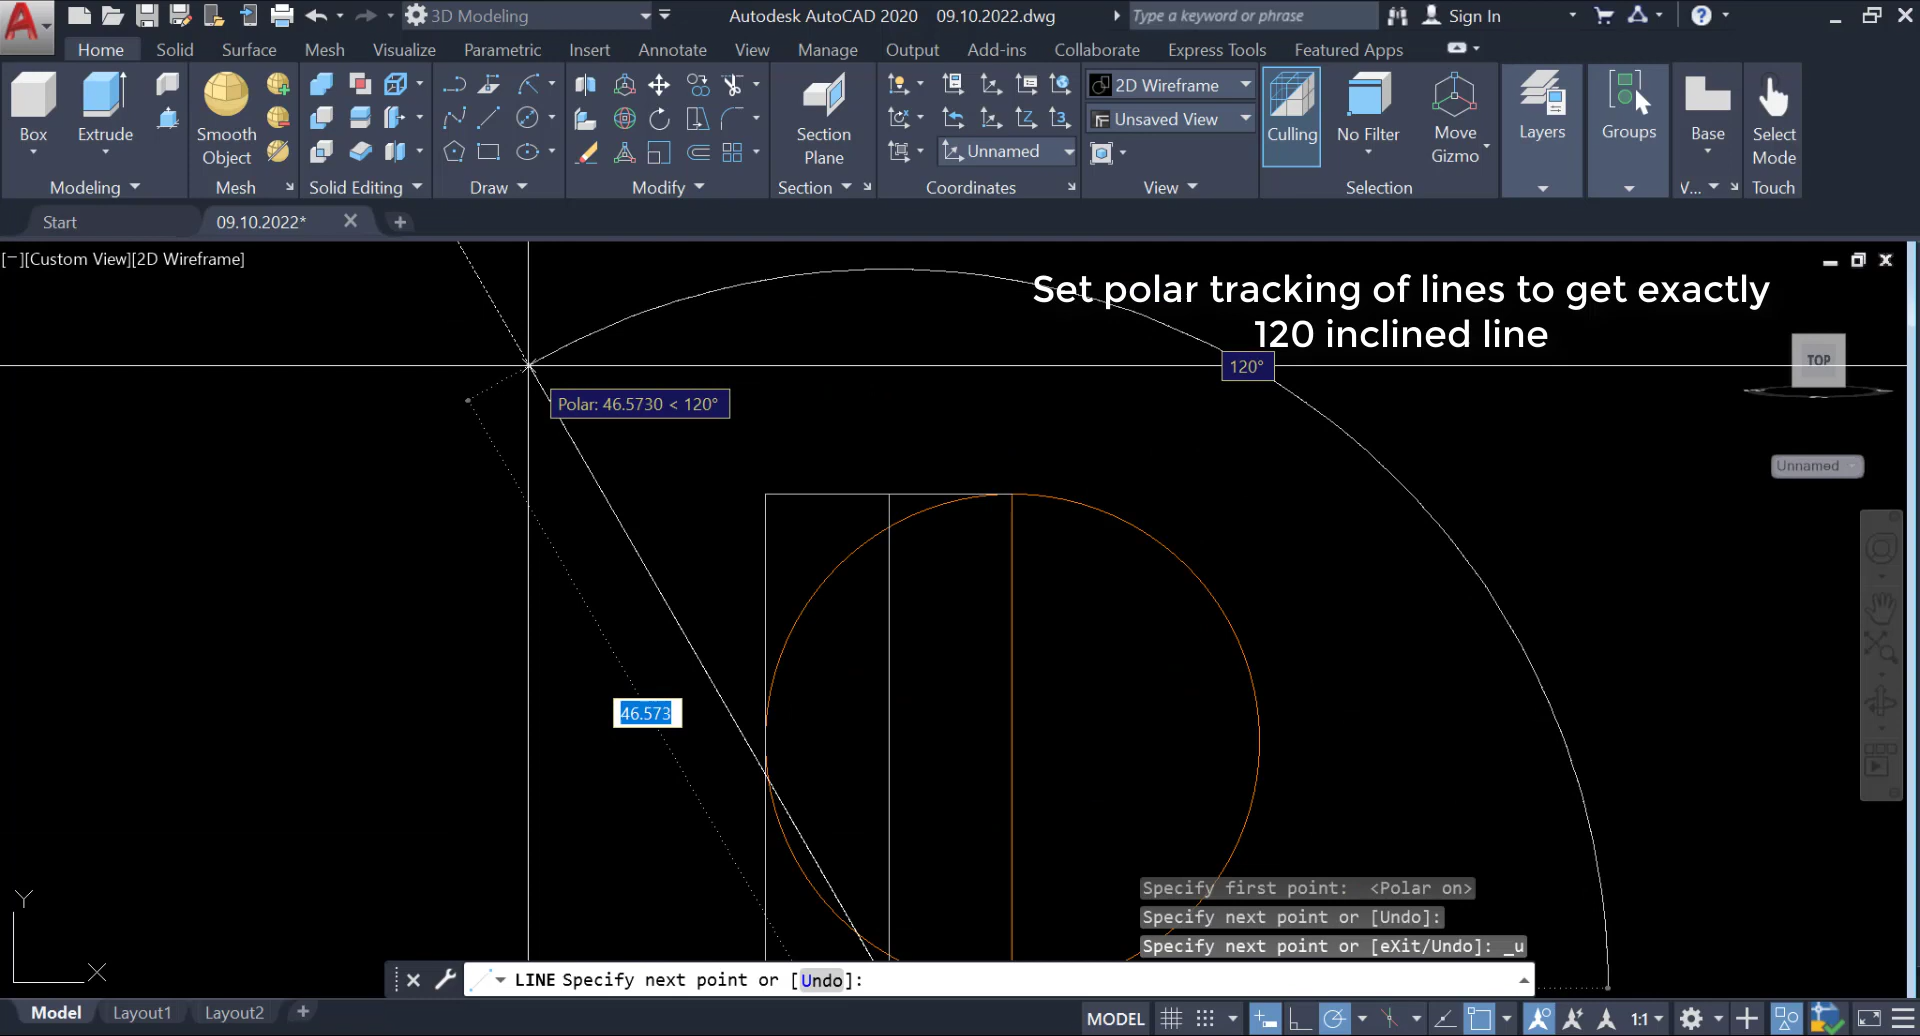 3D Modeling
Autodesk AutoCAD 2020 09.10.2022.dwg
Type a keyword or phrase
Sign In
Home Solid Surface Mesh Visualize Parametric Insert Annotate View Manage Output Add-ins Collaborate Express Tools Featured Apps
Box
Extrude
Smooth
Object
Section
Plane
2D Wireframe
Unsaved View
Unnamed
Culling
No Filter
Move
Gizmo
Layers
Groups
Base
Select
Mode
Modeling Mesh Solid Editing Draw Modify Section Coordinates View Selection V... Touch
Start 09.10.2022*
[−][Custom View][2D Wireframe]
Set polar tracking of lines to get exactly
120 inclined line
TOP
120°
Polar: 46.5730 < 120°
Unnamed
46.573
Specify first point: <Polar on>
Specify next point or [Undo]:
Specify next point or [eXit/Undo]: _u
LINE Specify next point or [Undo]:
Y
X
Model Layout1 Layout2
MODEL
1:1